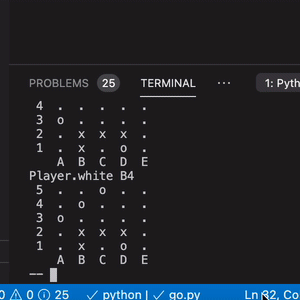 PROBLEMS 25 TERMINAL ... 1: Pyth
4 . . . . .
3 o . . . .
2 . x x x .
1 . x . o .
A B C D E
Player.white B4
5 . . o . .
4 . o . . .
3 o . . . .
2 . x x x .
1 . x . o .
A B C D E
--
0 0 25 python | go.py Ln 32, Co